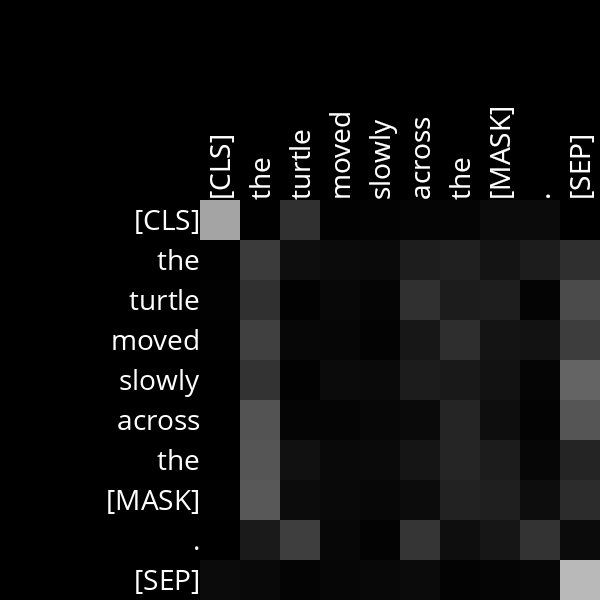 [CLS] the turtle moved slowly across the [MASK] . [SEP]
[CLS]
the
turtle
moved
slowly
across
the
[MASK]
.
[SEP]